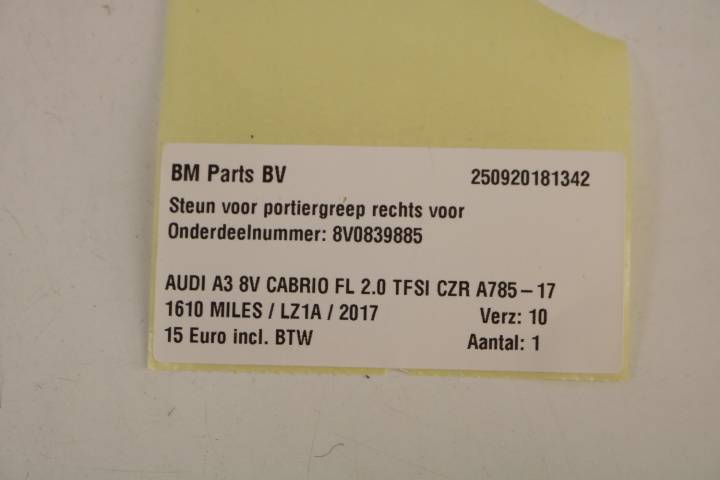 BM Parts BV 250920181342
Steun voor portiergreep rechts voor
Onderdeelnummer: 8V0839885
AUDI A3 8V CABRIO FL 2.0 TFSI CZR A785-17
1610 MILES / LZ1A / 2017 Verz: 10
15 Euro incl. BTW Aantal: 1